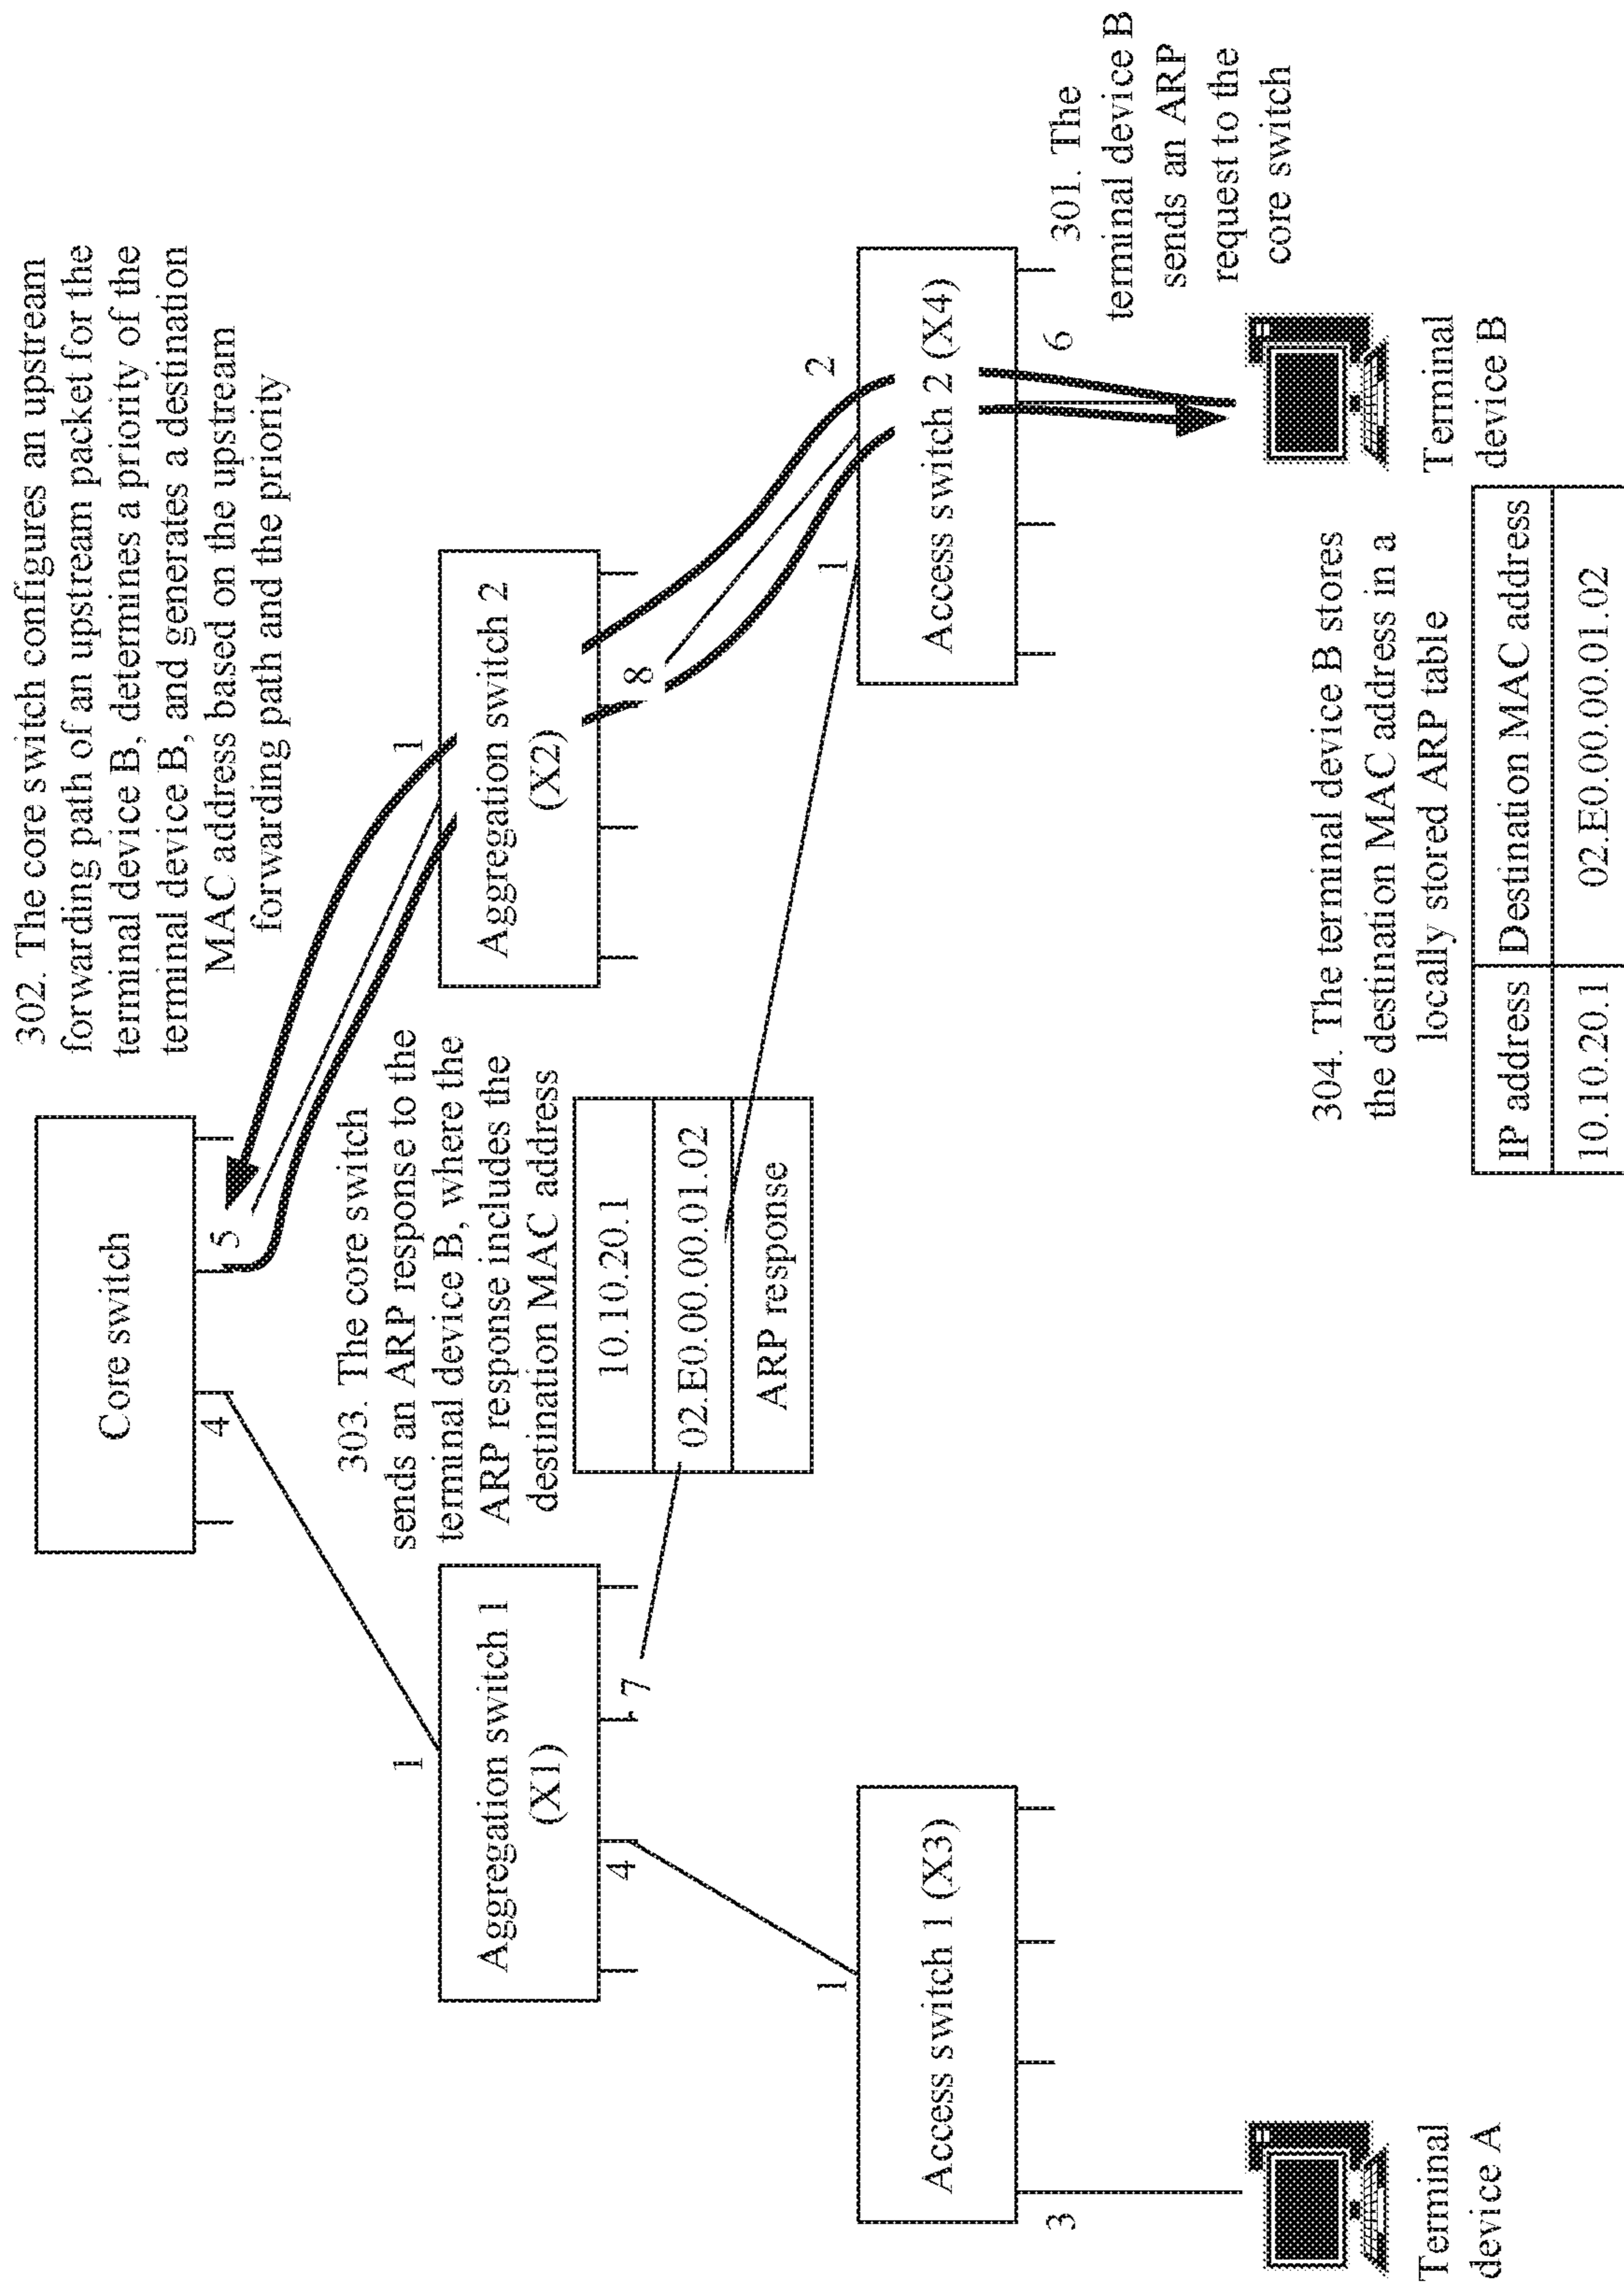 302. The core switch configures an upstream
forwarding path of an upstream packet for the
terminal device B, determines a priority of the
terminal device B, and generates a destination
MAC address based on the upstream
forwarding path and the priority
Core switch
4
5
303. The core switch
sends an ARP response to the
terminal device B, where the
ARP response includes the
destination MAC address
10.10.20.1
02.E0.00.00.01.02
ARP response
1
Aggregation switch 1
(X1)
4
7
1
Aggregation switch 2
(X2)
8
1
Access switch 1 (X3)
3
1
2
Access switch 2 (X4)
6
301. The
terminal device B
sends an ARP
request to the
core switch
Terminal
device A
Terminal
device B
304. The terminal device B stores
the destination MAC address in a
locally stored ARP table
IP address Destination MAC address
10.10.20.1 02.E0.00.00.01.02